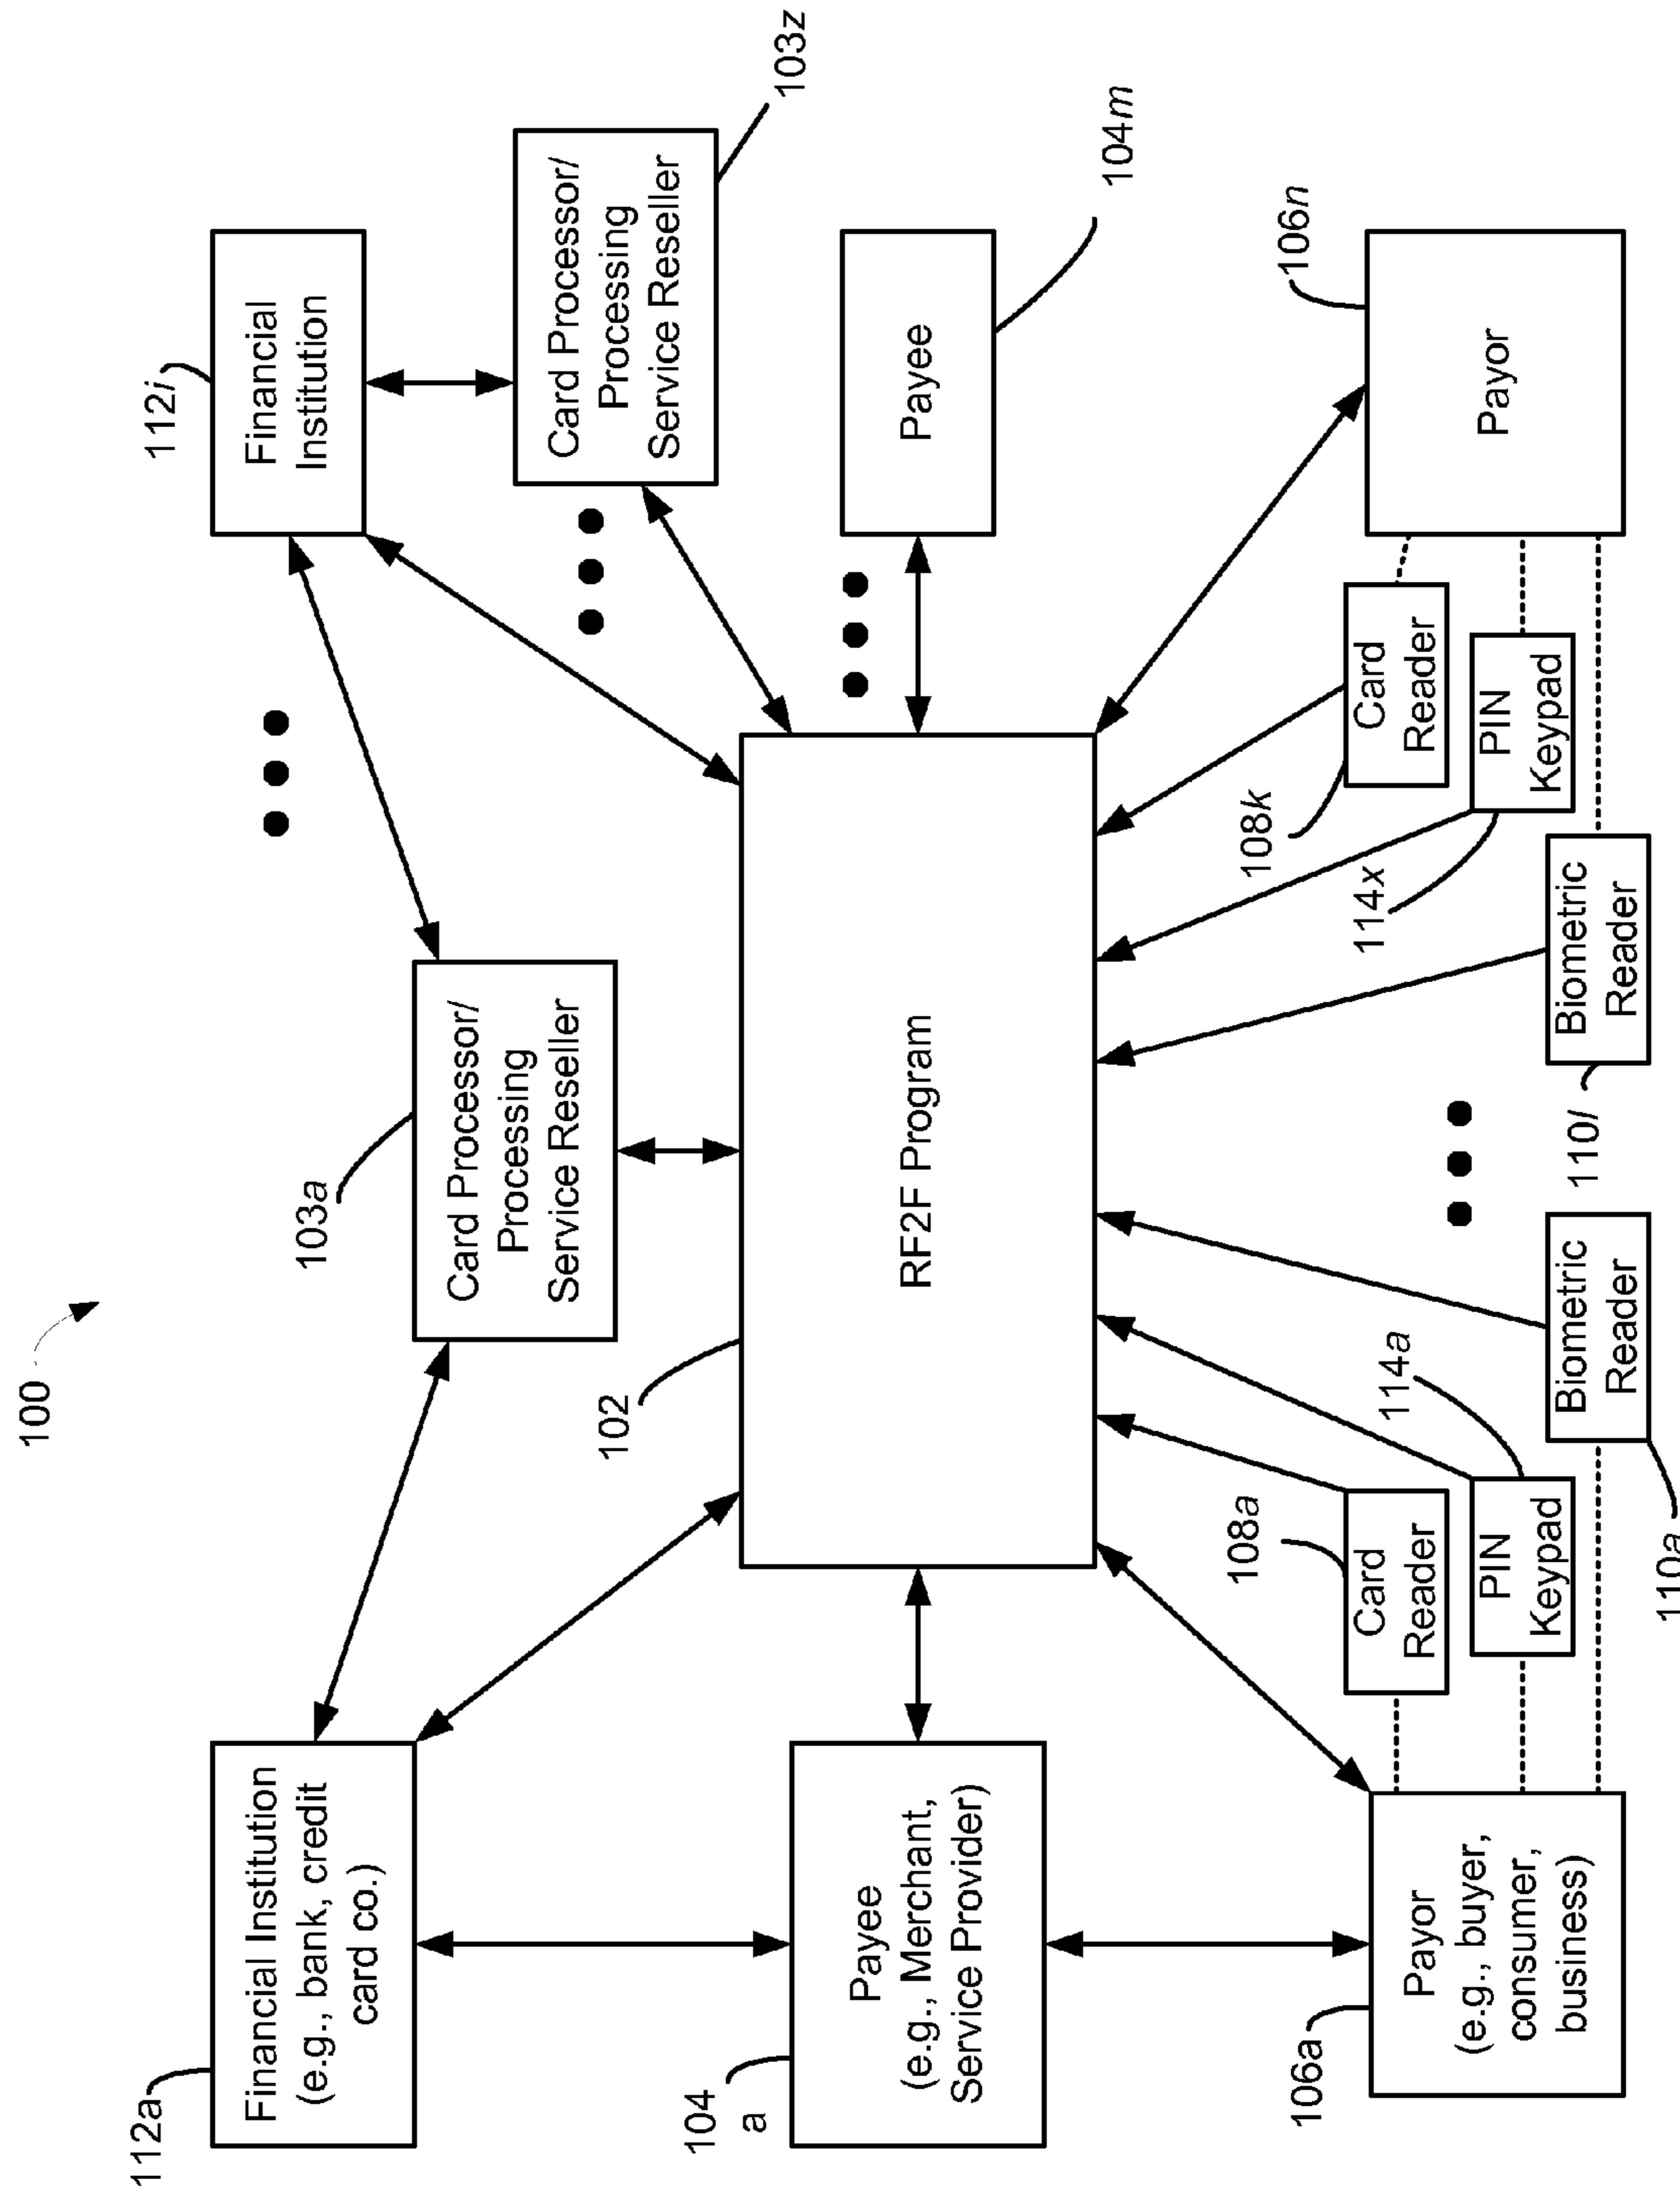 100
112a
Financial Institution
(e.g., bank, credit
card co.)
103a
Card Processor/
Processing
Service Reseller
112i
Financial
Institution
Card Processor/
Processing
Service Reseller
103z
104
a
Payee
(e.g., Merchant,
Service Provider)
102
RF2F Program
Payee
104m
106a
Payor
(e.g., buyer,
consumer,
business)
108a
Card
Reader
114a
PIN
Keypad
110a
Biometric
Reader
110l
Biometric
Reader
114x
PIN
Keypad
108k
Card
Reader
106n
Payor